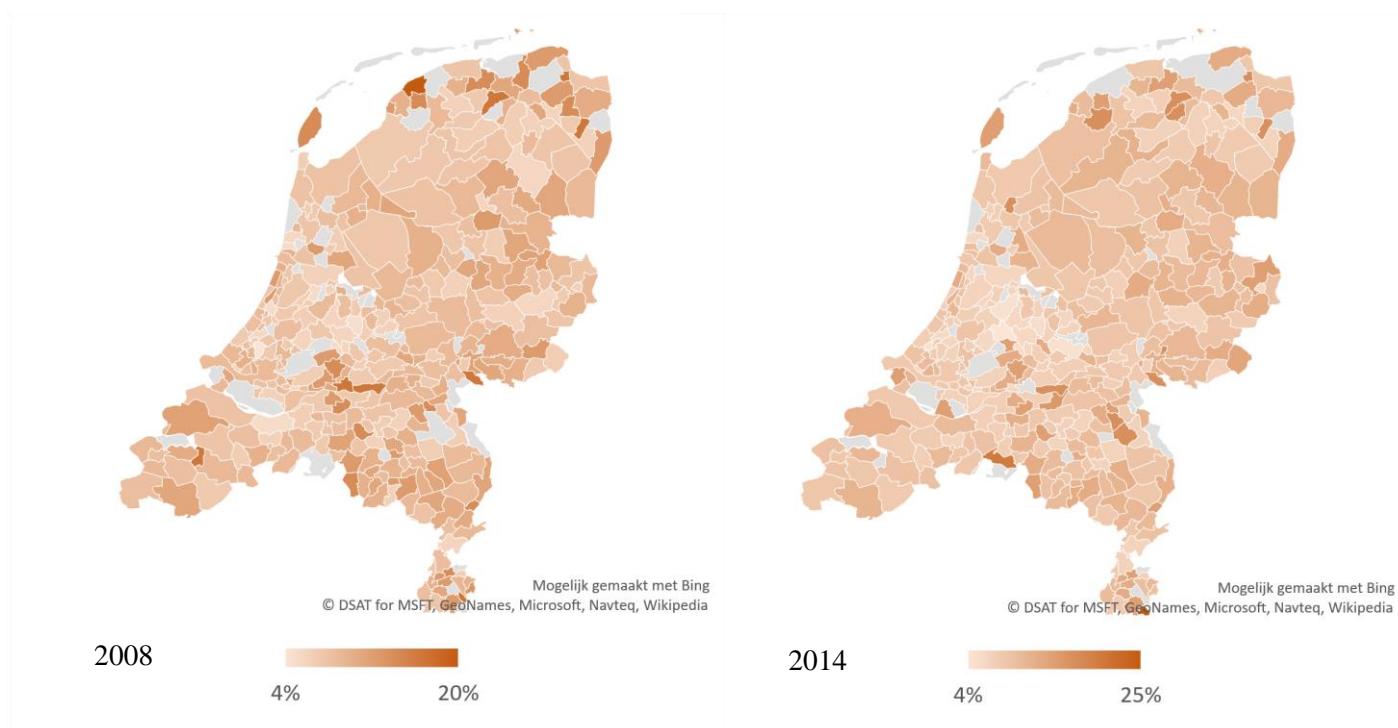 Mogelijk gemaakt met Bing
© DSAT for MSFT, GeoNames, Microsoft, Navteq, Wikipedia
2008
4%
20%
Mogelijk gemaakt met Bing
© DSAT for MSFT, GeoNames, Microsoft, Navteq, Wikipedia
2014
4%
25%